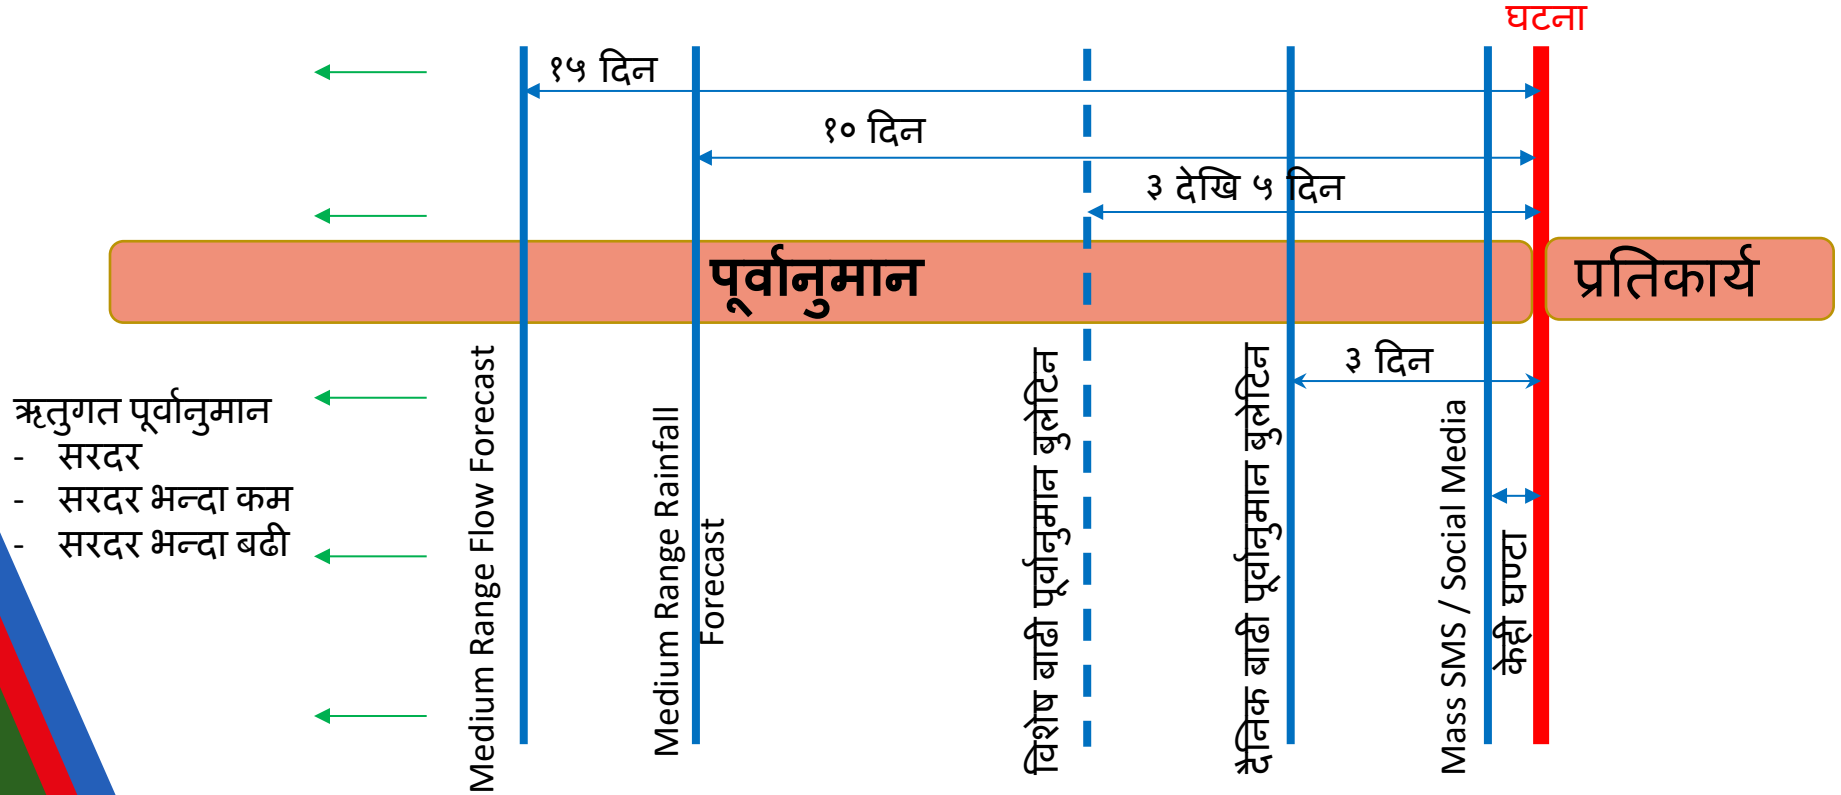 घटना
१५ दिन
१० दिन
३ देखि ५ दिन
पूर्वानुमान
प्रतिकार्य
३ दिन
ऋतुगत पूर्वानुमान
- सरदर
- सरदर भन्दा कम
- सरदर भन्दा बढी
Medium Range Flow Forecast
Medium Range Rainfall
Forecast
विशेष बाढी पूर्वानुमान बुलेटिन
दैनिक बाढी पूर्वानुमान बुलेटिन
Mass SMS / Social Media
केही घण्टा